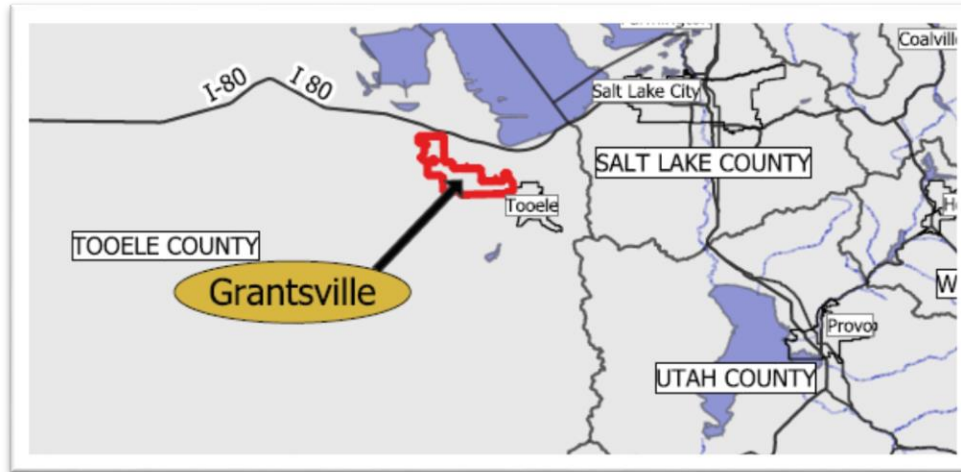 Coalvill
I-80
I 80
Salt Lake City
SALT LAKE COUNTY
Tooele
TOOELE COUNTY
Grantsville
Provo
UTAH COUNTY